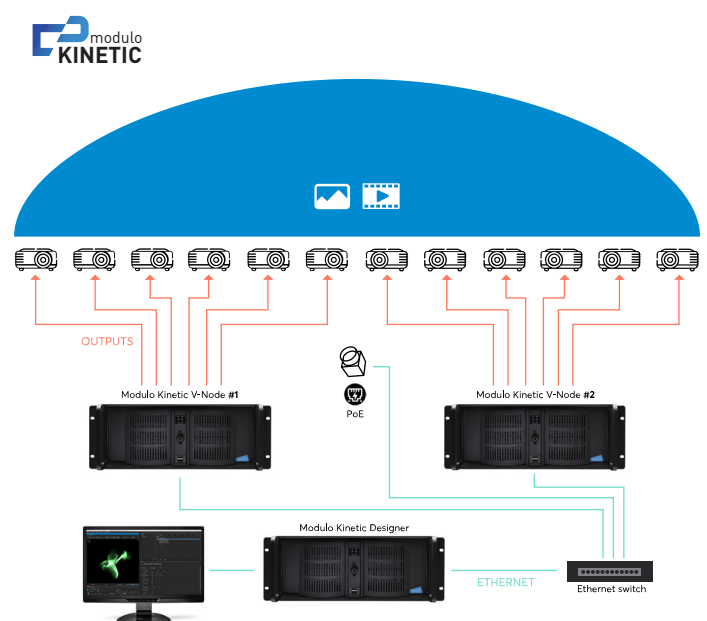 modulo
KINETIC
OUTPUTS
Modulo Kinetic V-Node #1
Modulo Kinetic V-Node #2
PoE
Modulo Kinetic Designer
ETHERNET
Ethernet switch